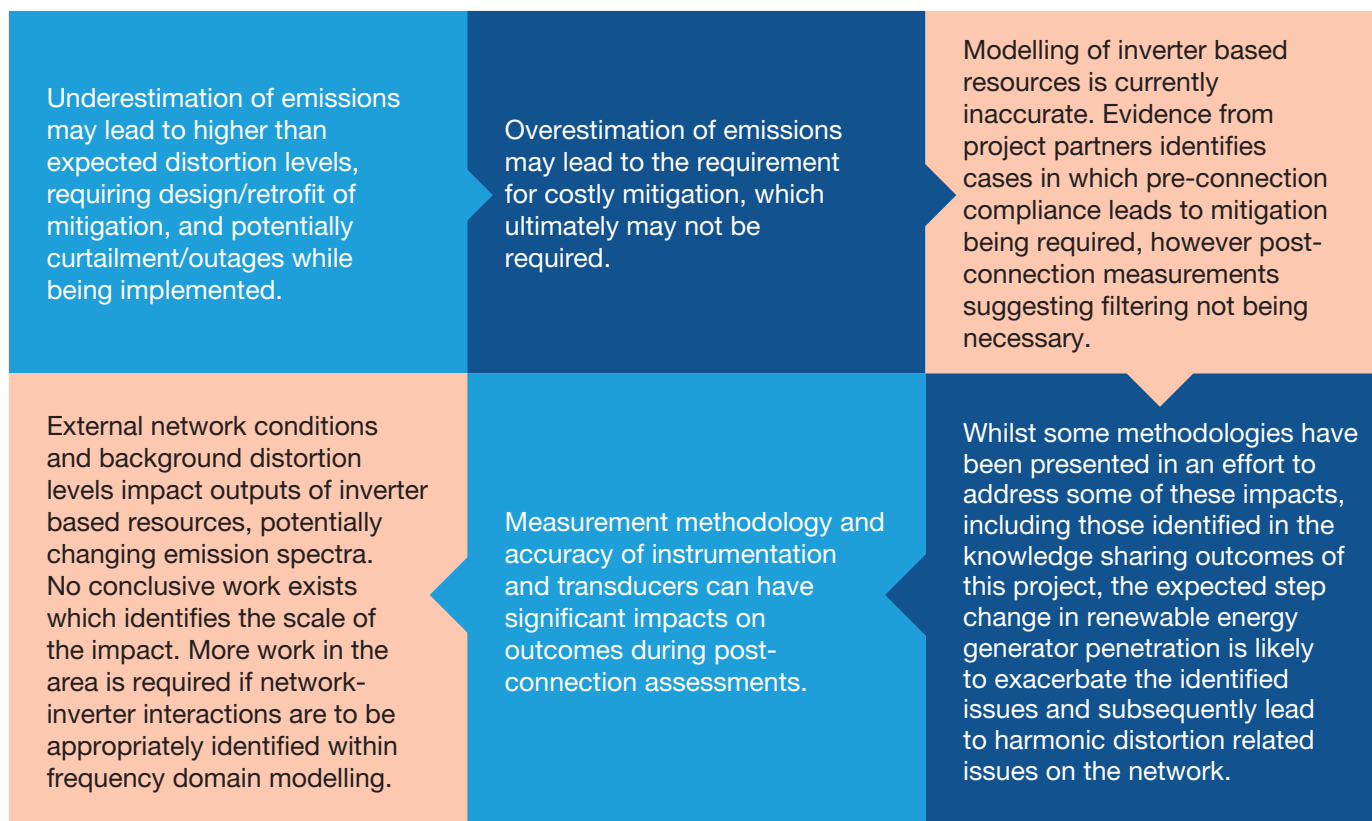 Underestimation of emissions
may lead to higher than
expected distortion levels,
requiring design/retrofit of
mitigation, and potentially
curtailment/outages while
being implemented.
Overestimation of emissions
may lead to the requirement
for costly mitigation, which
ultimately may not be
required.
Modelling of inverter based
resources is currently
inaccurate. Evidence from
project partners identifies
cases in which pre-connection
compliance leads to mitigation
being required, however post-
connection measurements
suggesting filtering not being
necessary.
Whilst some methodologies have
been presented in an effort to
address some of these impacts,
including those identified in the
knowledge sharing outcomes of
this project, the expected step
change in renewable energy
generator penetration is likely
to exacerbate the identified
issues and subsequently lead
to harmonic distortion related
issues on the network.
Measurement methodology and
accuracy of instrumentation
and transducers can have
significant impacts on
outcomes during post-
connection assessments.
External network conditions
and background distortion
levels impact outputs of inverter
based resources, potentially
changing emission spectra.
No conclusive work exists
which identifies the scale of
the impact. More work in the
area is required if network-
inverter interactions are to be
appropriately identified within
frequency domain modelling.